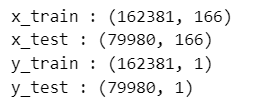 x_train : (162381, 166)
x_test : (79980, 166)
y_train : (162381, 1)
y_test : (79980, 1)